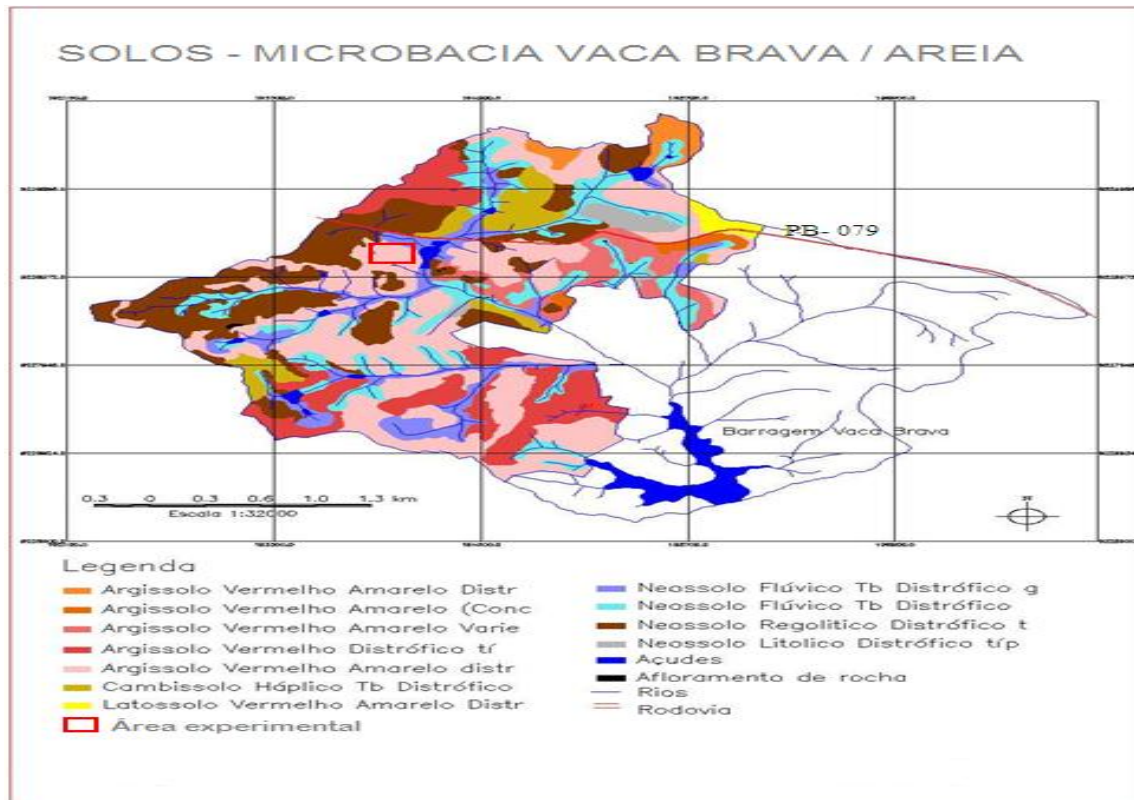 SOLOS - MICROBACIA VACA BRAVA / AREIA
PB- 079
Barragem Vaca Brava
0.3 0 0.3 0.6 1.0 1.3 km
Escala 1:32000
N
Legenda
Argissolo Vermelho Amarelo Distr
Argissolo Vermelho Amarelo (Conc
Argissolo Vermelho Amarelo Varie
Argissolo Vermelho Distrófico tí
Argissolo Vermelho Amarelo distr
Cambissolo Háplico Tb Distrófico
Latossolo Vermelho Amarelo Distr
Área experimental
Neossolo Flúvico Tb Distrófico g
Neossolo Flúvico Tb Distrófico
Neossolo Regolitico Distrófico t
Neossolo Litolico Distrófico típ
Açudes
Afloramento de rocha
Rios
Rodovia